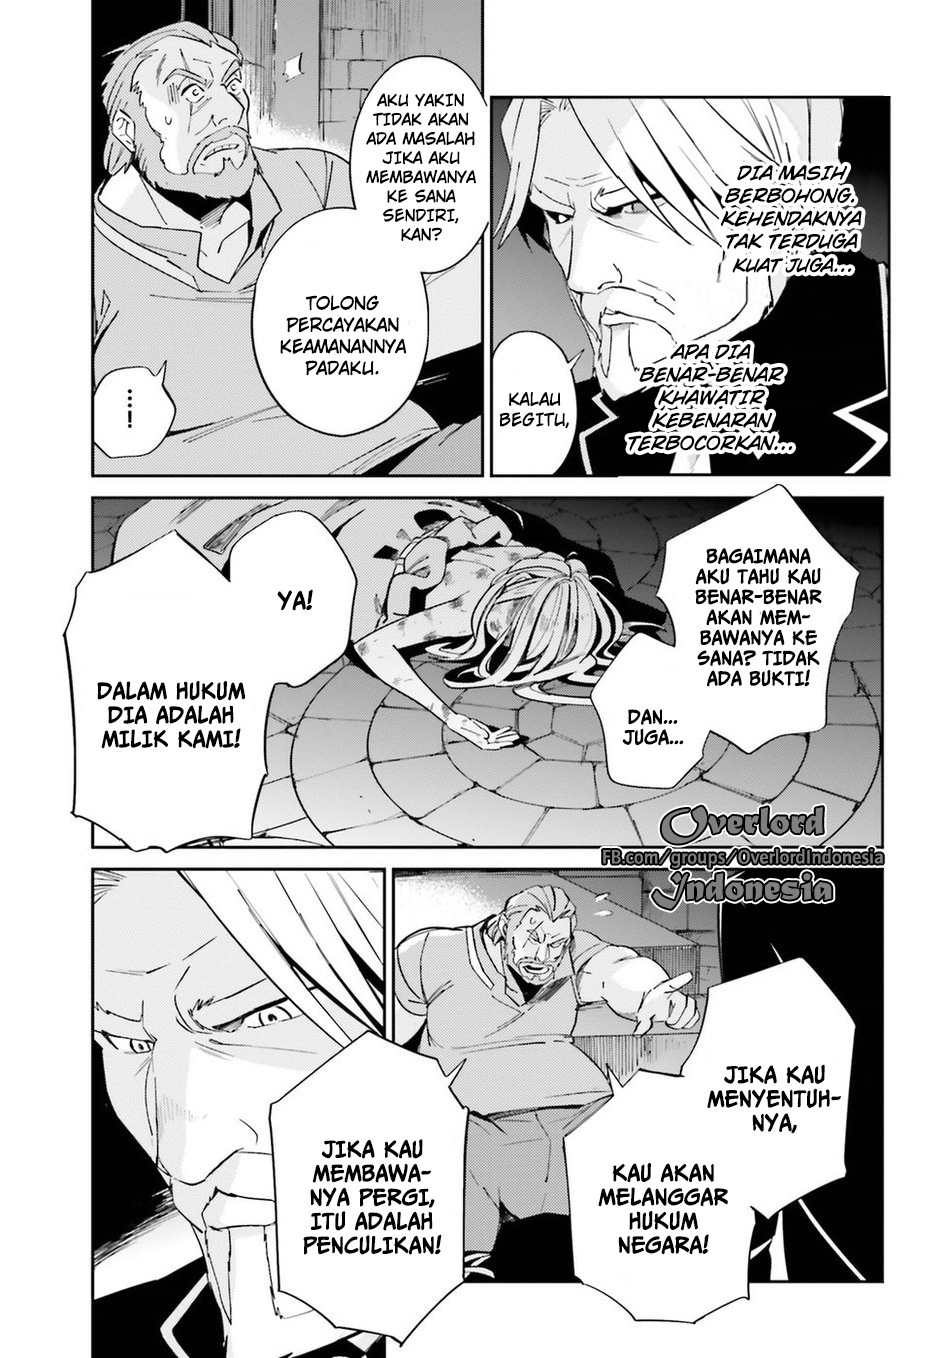 DIA MASIH
BERBOHONG.
KEHENDAKNYA
TAK TERDUGA
KUAT JUGA...
APA DIA
BENAR-BENAR
KHAWATIR
KEBENARAN
TERBOCORKAN...
KALAU
BEGITU,
AKU YAKIN
TIDAK AKAN
ADA MASALAH
JIKA AKU
MEMBAWANYA
KE SANA
SENDIRI,
KAN?
TOLONG
PERCAYAKAN
KEAMANANNYA
PADAKU.
...!
BAGAIMANA
AKU TAHU KAU
BENAR-BENAR
AKAN MEM-
BAWANYA KE
SANA? TIDAK
ADA BUKTI!
DAN...
JUGA...
YA!
DALAM HUKUM
DIA ADALAH
MILIK KAMI!
Overlord
FB.com/groups/OverlordIndonesia
Indonesia
JIKA KAU
MENYENTUH-
NYA,
KAU AKAN
MELANGGAR
HUKUM
NEGARA!
JIKA KAU
MEMBAWA-
NYA PERGI,
ITU ADALAH
PENCULIKAN!